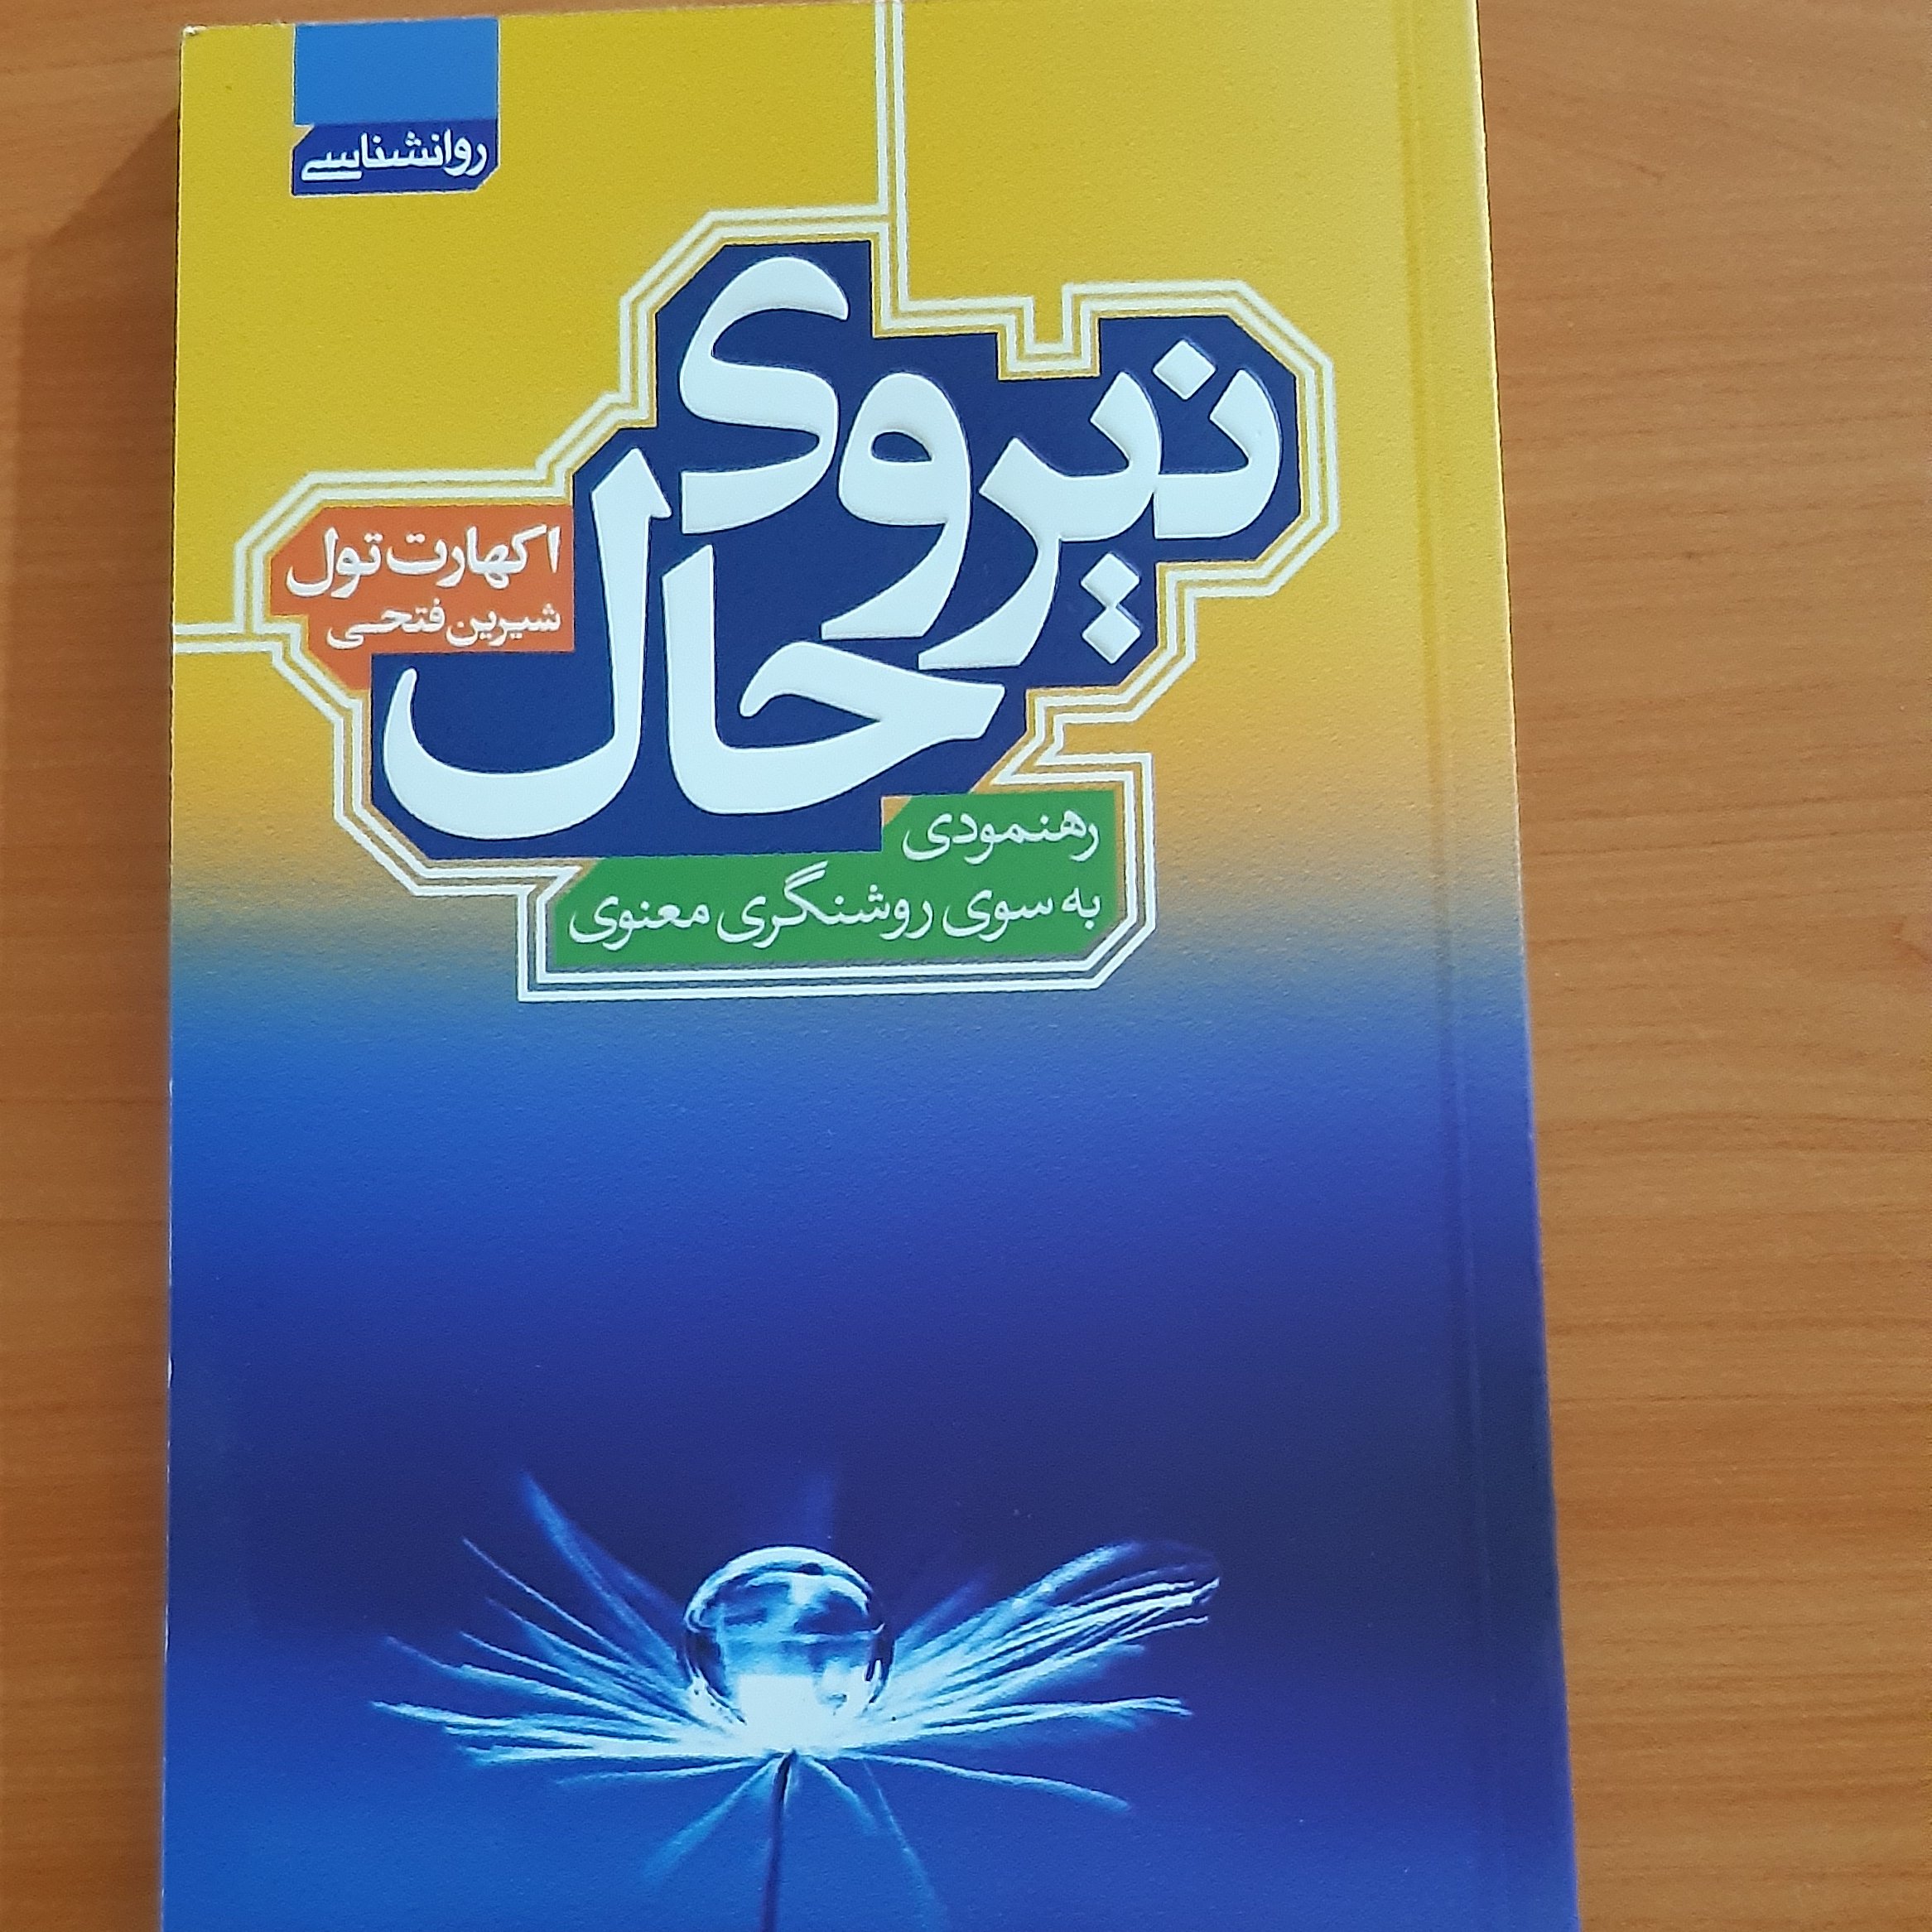 روانشناسی
نیروی
حال
اکهارت تول
شیرین فتحی
رهنمودی
به سوی روشنگری معنوی